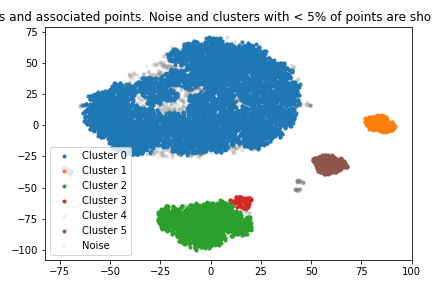 s and associated points. Noise and clusters with < 5% of points are sho
75
50
25
0
−25
−50
−75
−100
Cluster 0
Cluster 1
Cluster 2
Cluster 3
Cluster 4
Cluster 5
Noise
−75 −50 −25 0 25 50 75 100